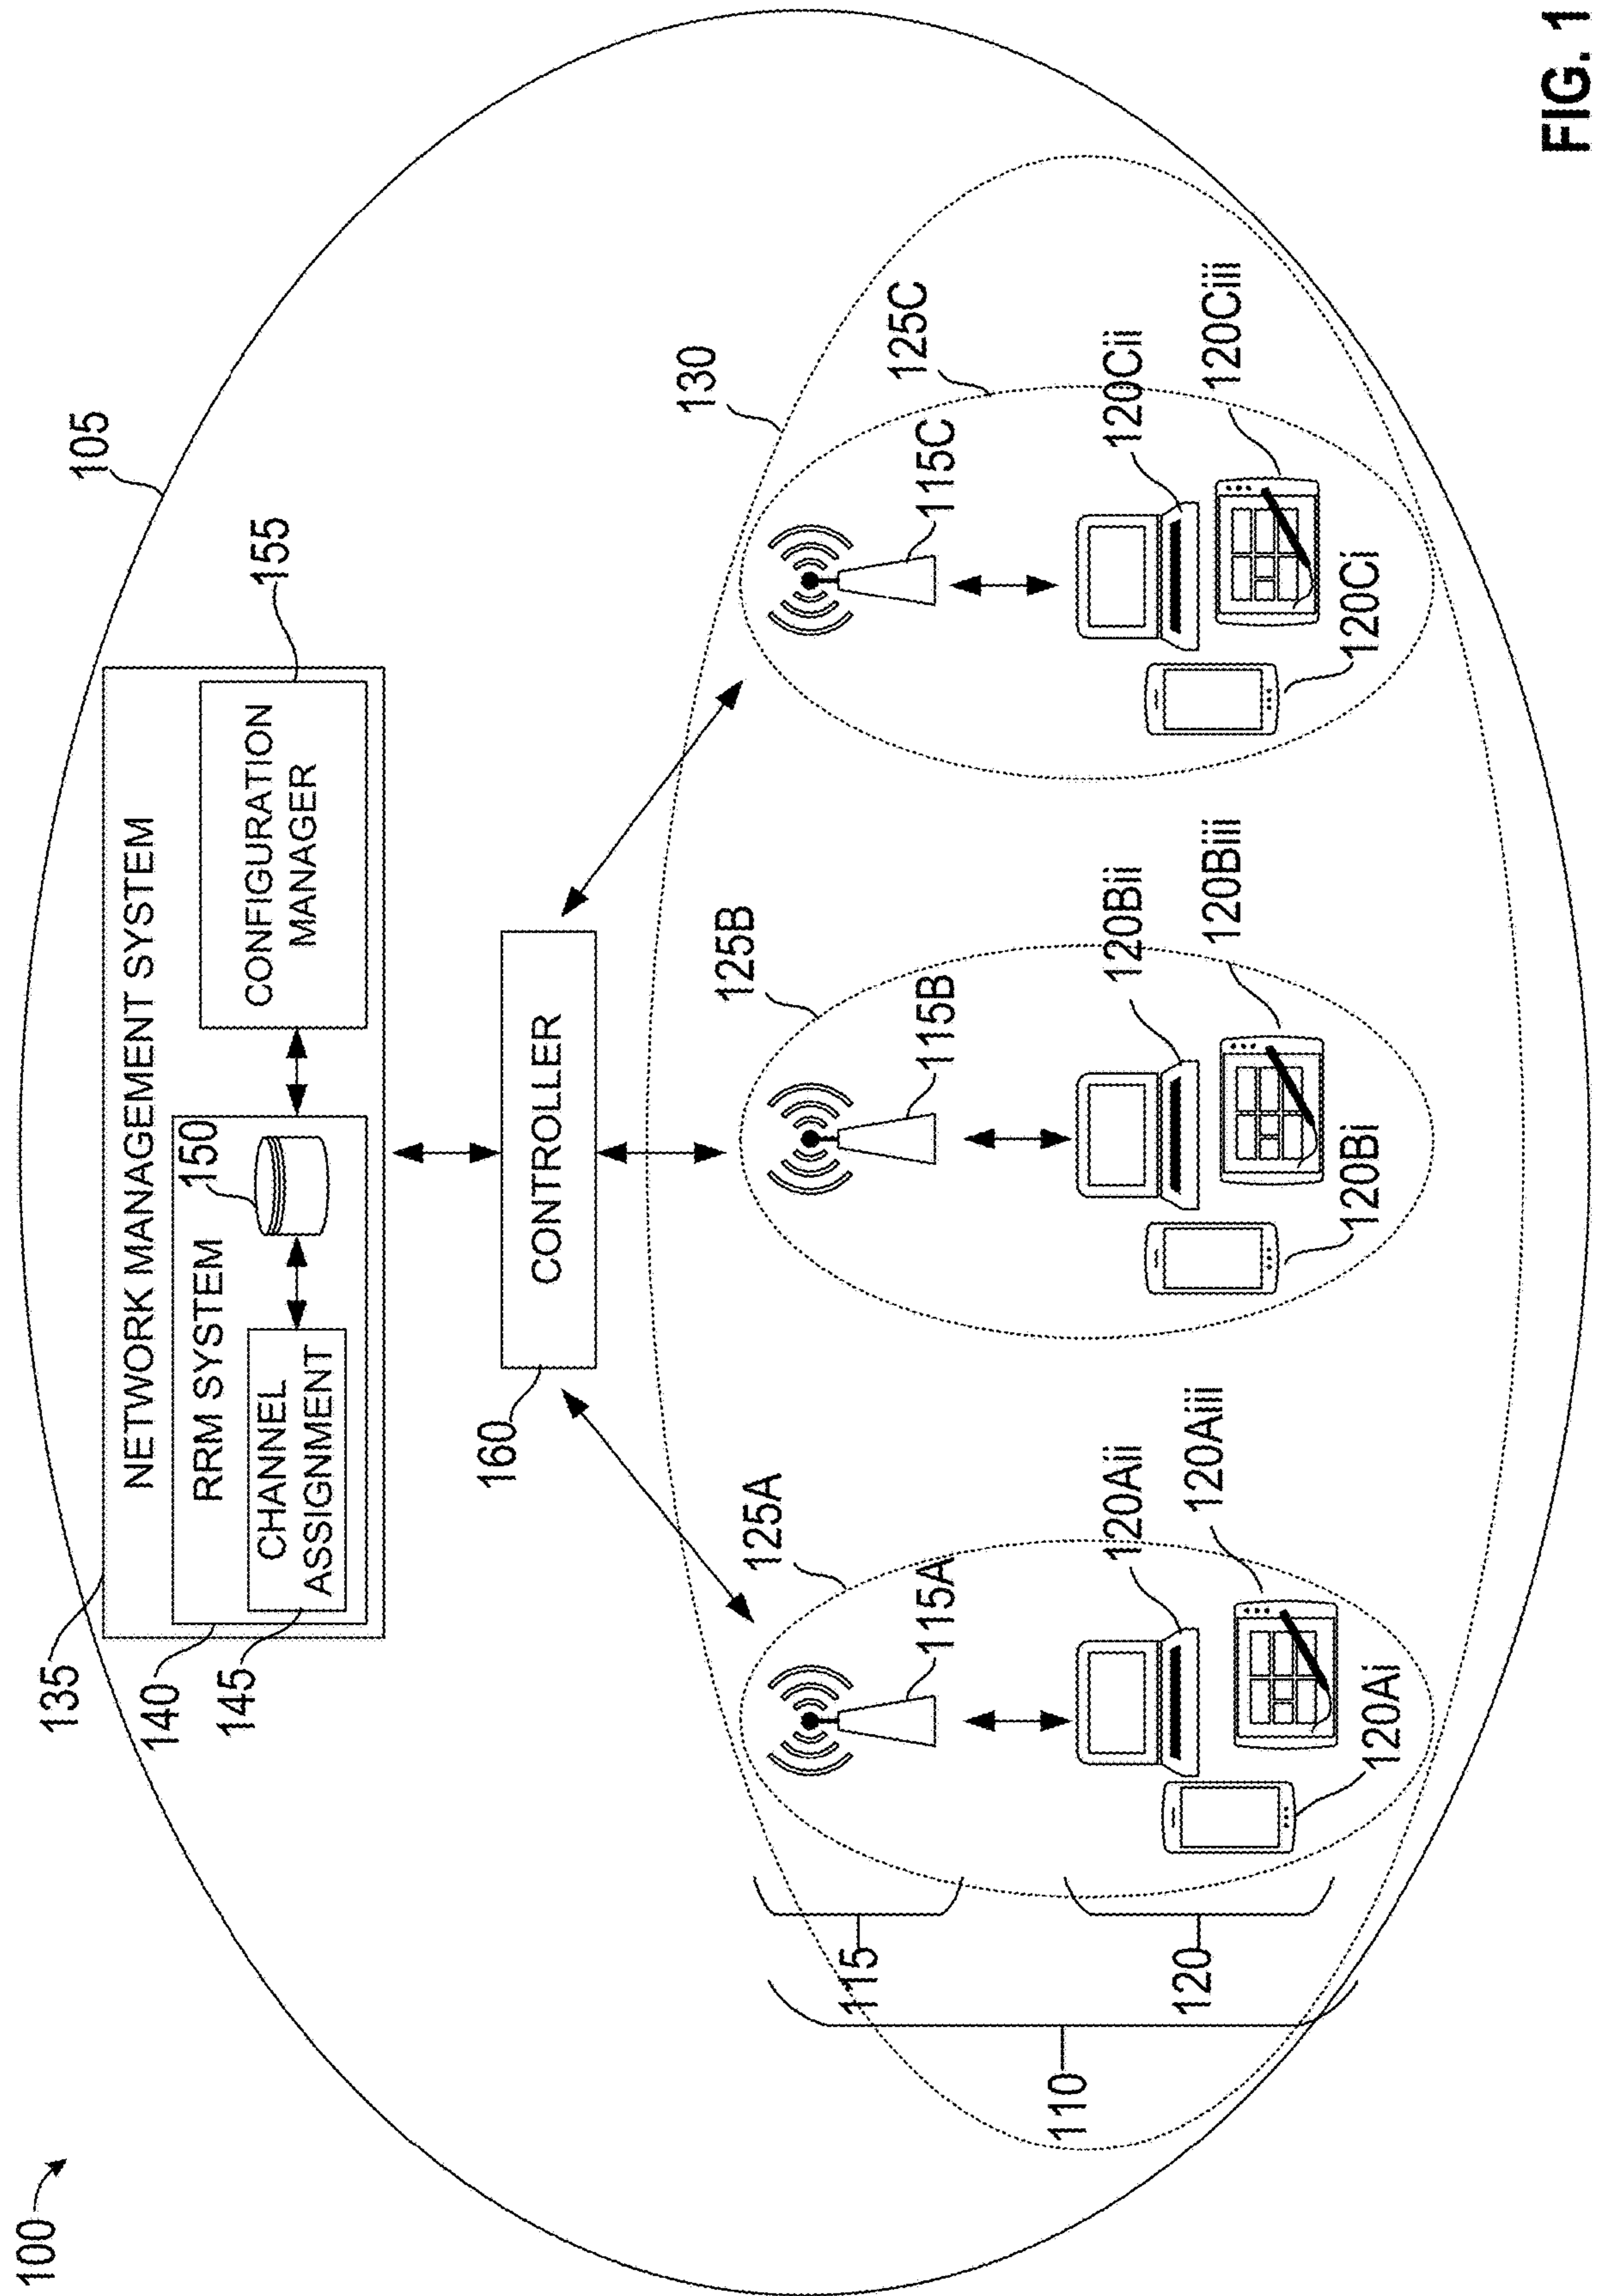 100
105
135
NETWORK MANAGEMENT SYSTEM
140
RRM SYSTEM
150
145
CHANNEL
ASSIGNMENT
CONFIGURATION
MANAGER
155
160
CONTROLLER
130
125A
125B
125C
115A
115B
115C
115
120Aii
120Bii
120Cii
120Aiii
120Biii
120Ciii
120Ai
120Bi
120Ci
120
110
FIG. 1